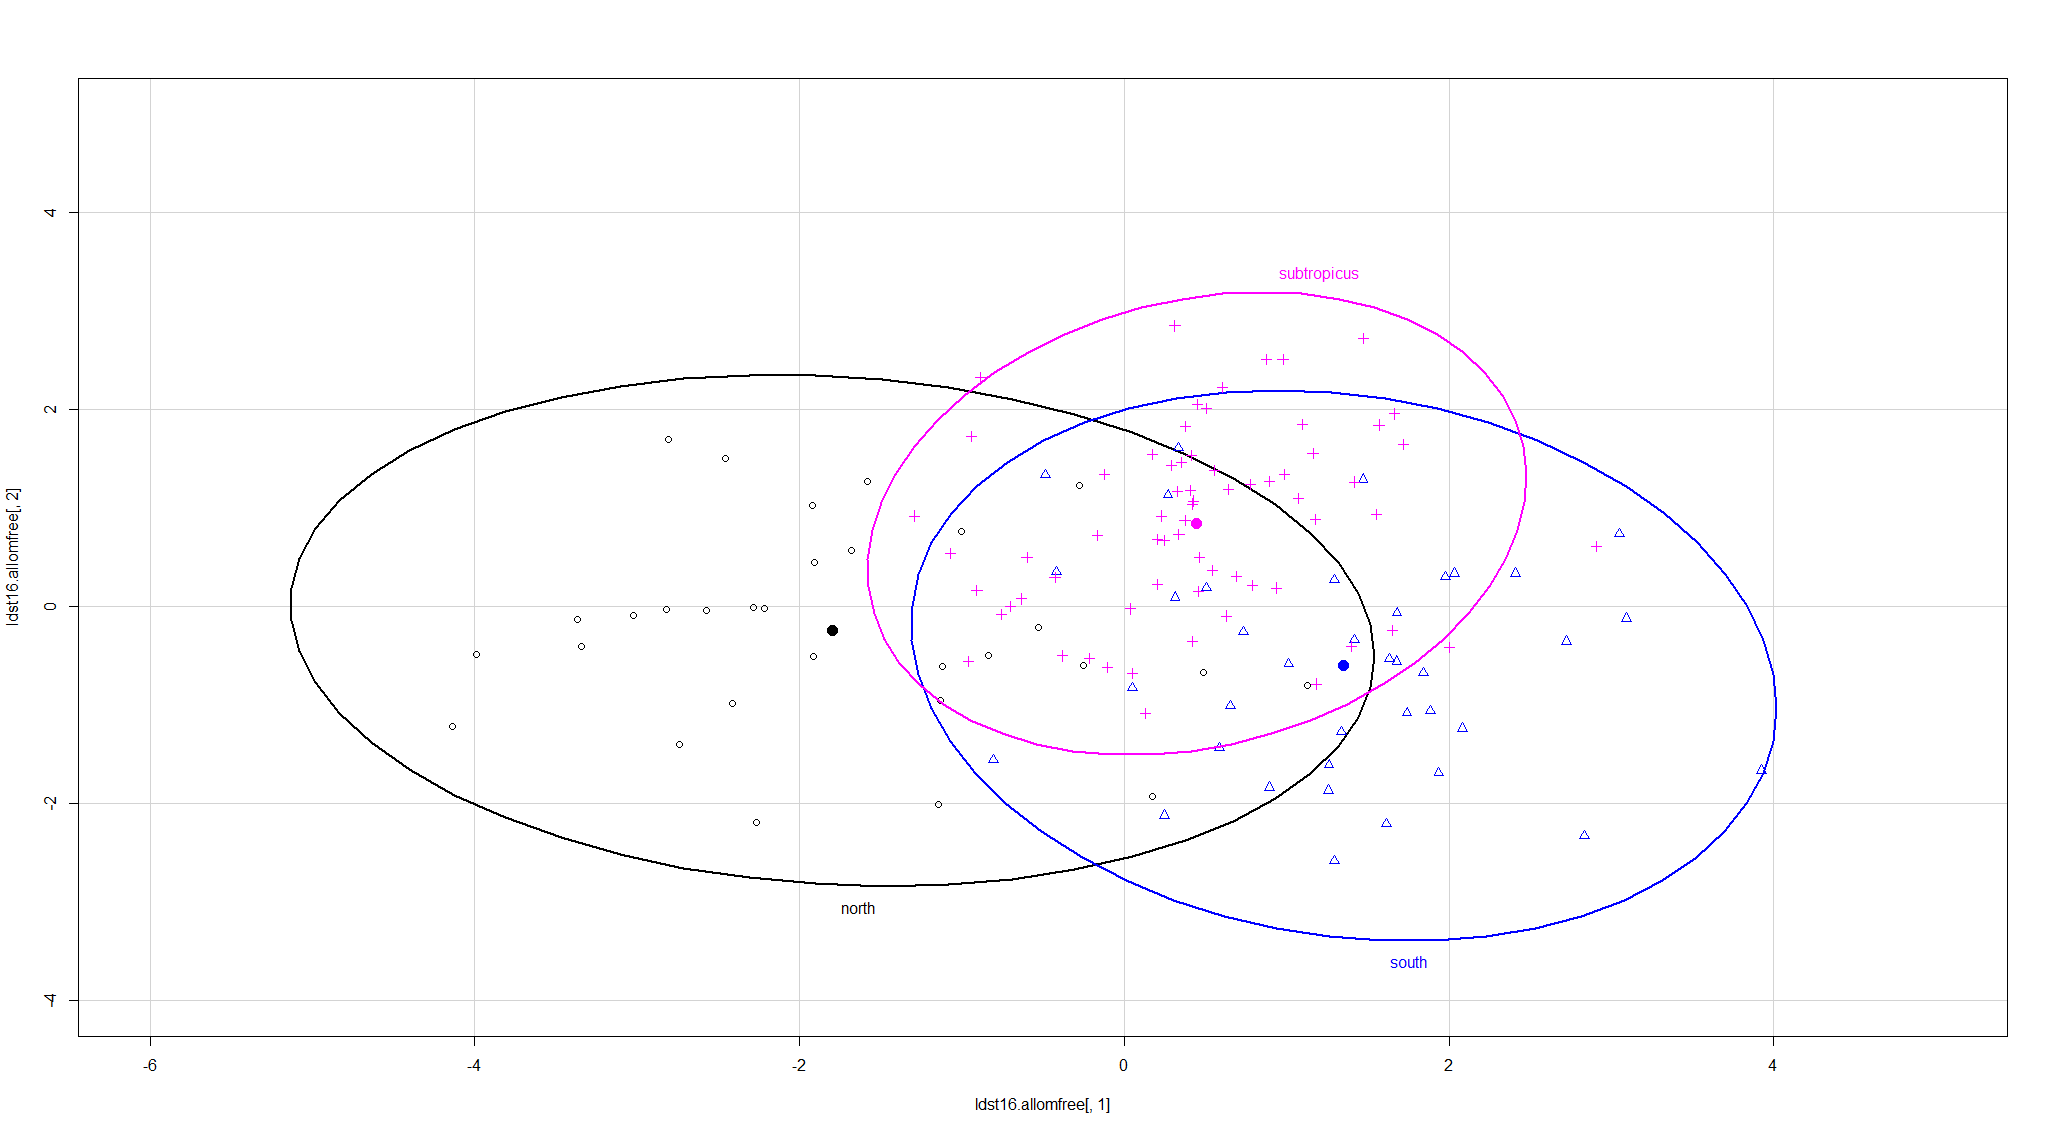 subtropicus
north
south
4
2
0
-2
-4
ldst16.allomfree[, 2]
-6
-4
-2
0
2
4
ldst16.allomfree[, 1]